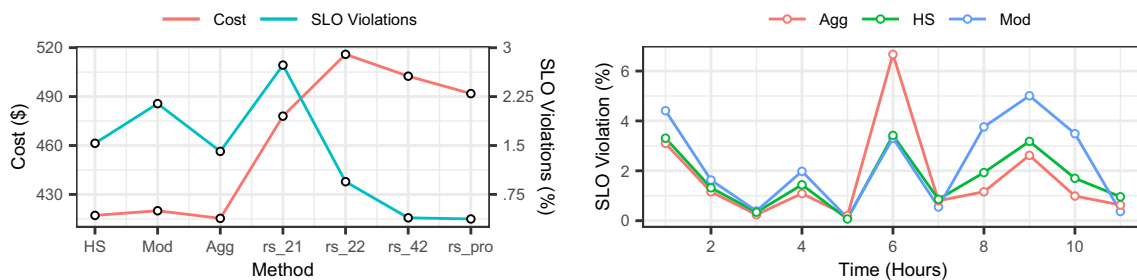 Cost SLO Violations
520
490
460
430
Cost ($)
3
2.25
1.5
.75
SLO Violations (%)
HS Mod Agg rs_21 rs_22 rs_42 rs_pro
Method
Agg HS Mod
6
4
2
0
SLO Violation (%)
2 4 6 8 10
Time (Hours)